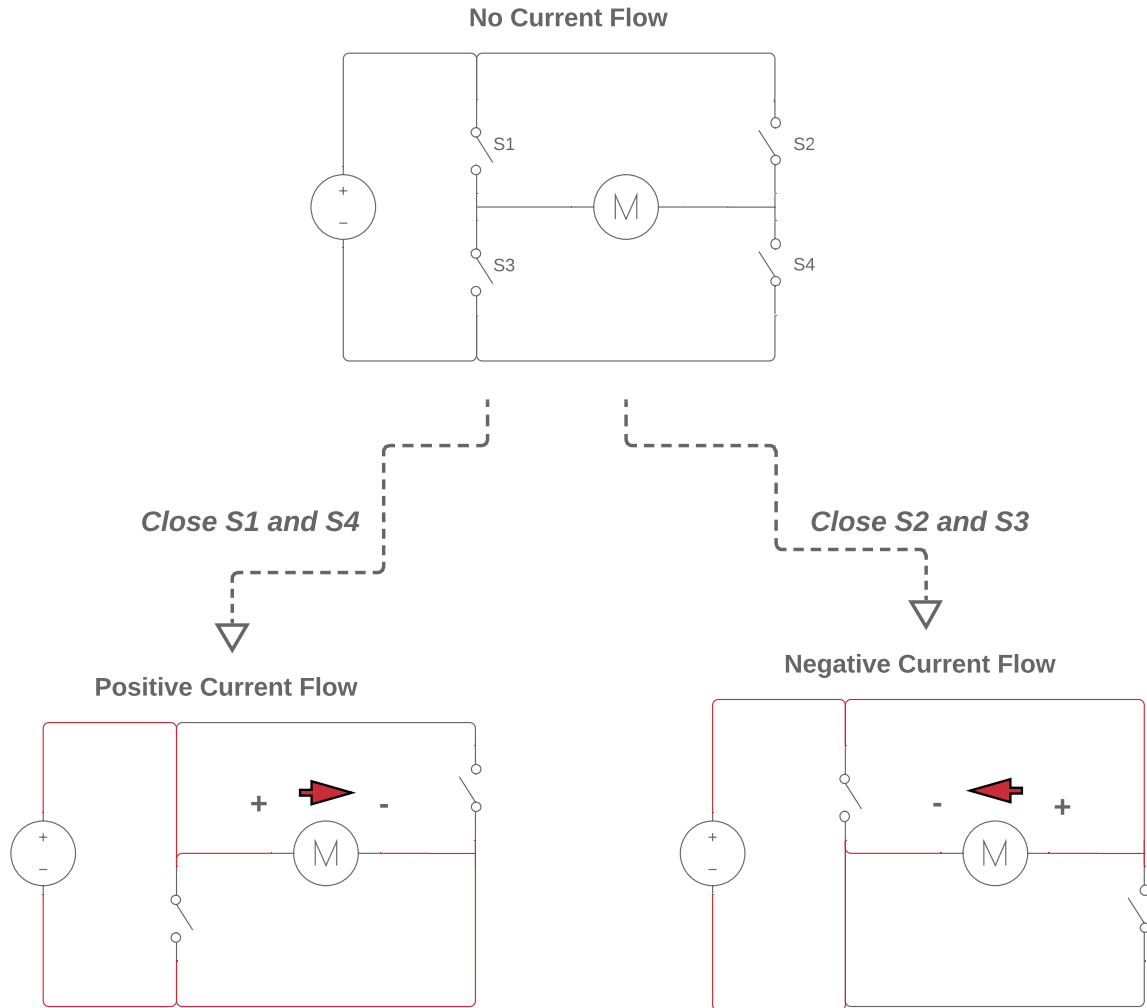 No Current Flow
S1
S2
+
−
M
S3
S4
Close S1 and S4
Close S2 and S3
Negative Current Flow
Positive Current Flow
+
-
-
+
+
−
M
+
−
M